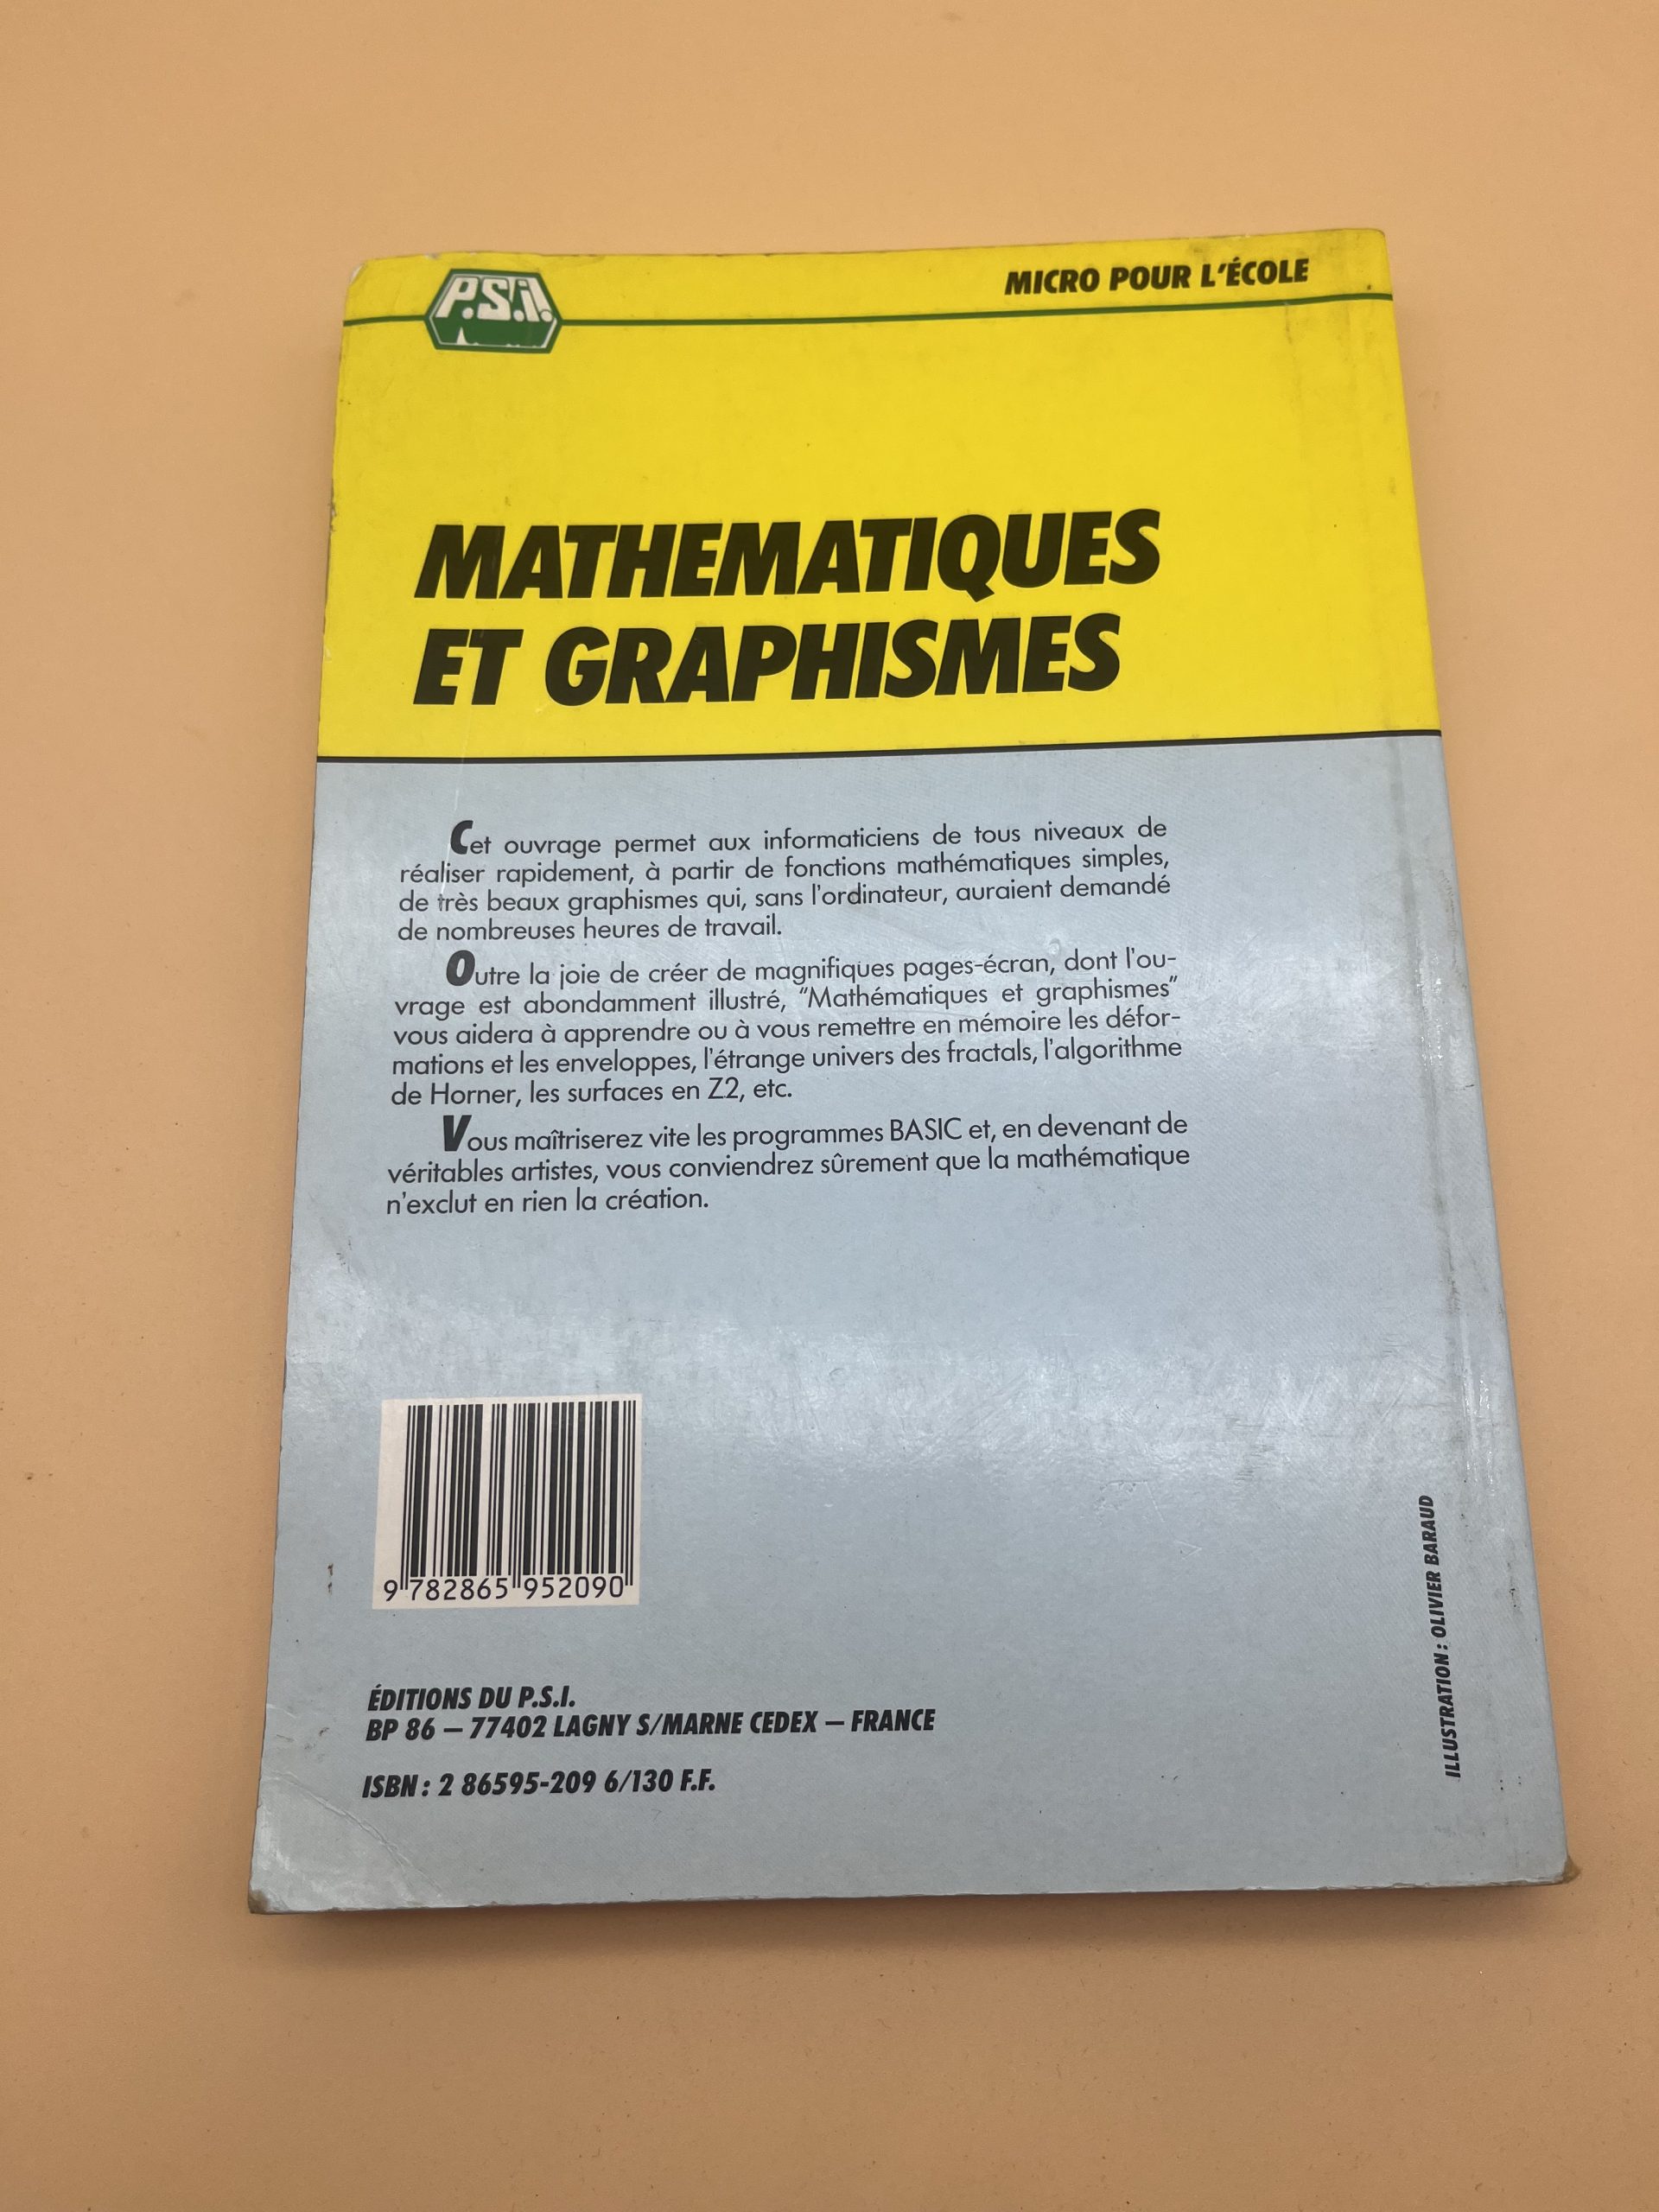 P.S.I.
MICRO POUR L'ÉCOLE
MATHEMATIQUES
ET GRAPHISMES
Cet ouvrage permet aux informaticiens de tous niveaux de
réaliser rapidement, à partir de fonctions mathématiques simples,
de très beaux graphismes qui, sans l'ordinateur, auraient demandé
de nombreuses heures de travail.
Outre la joie de créer de magnifiques pages-écran, dont l'ou-
vrage est abondamment illustré, "Mathématiques et graphismes"
vous aidera à apprendre ou à vous remettre en mémoire les défor-
mations et les enveloppes, l'étrange univers des fractals, l'algorithme
de Horner, les surfaces en Z2, etc.
Vous maîtriserez vite les programmes BASIC et, en devenant de
véritables artistes, vous conviendrez sûrement que la mathématique
n'exclut en rien la création.
9 782865 952090
ÉDITIONS DU P.S.I.
BP 86 – 77402 LAGNY S/MARNE CEDEX – FRANCE
ISBN : 2 86595-209 6/130 F.F.
ILLUSTRATION : OLIVIER BARAUD